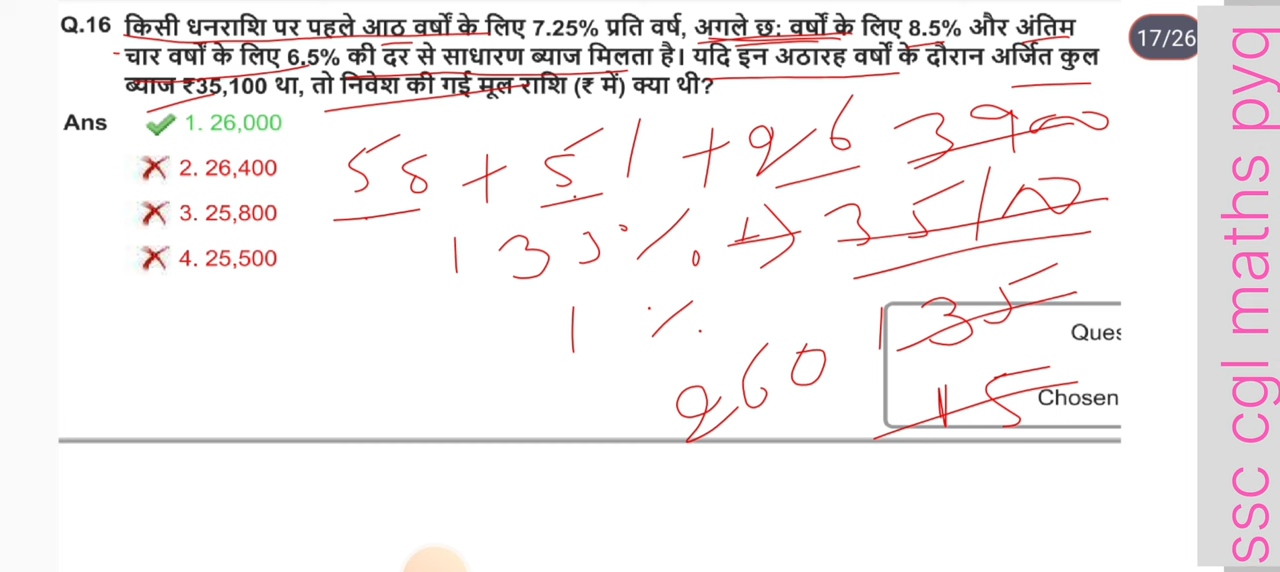 Q.16 किसी धनराशि पर पहले आठ वर्षों के लिए 7.25% प्रति वर्ष, अगले छ: वर्षों के लिए 8.5% और अंतिम
चार वर्षों के लिए 6.5% की दर से साधारण ब्याज मिलता है। यदि इन अठारह वर्षों के दौरान अर्जित कुल
ब्याज ₹35,100 था, तो निवेश की गई मूल राशि (₹ में) क्या थी?
17/26
Ans 1. 26,000
2. 26,400
3. 25,800
4. 25,500
58 + 51 + 26
3900
135% → 35100
1%
135
260
15
Ques
Chosen
ssc cgl maths pyq